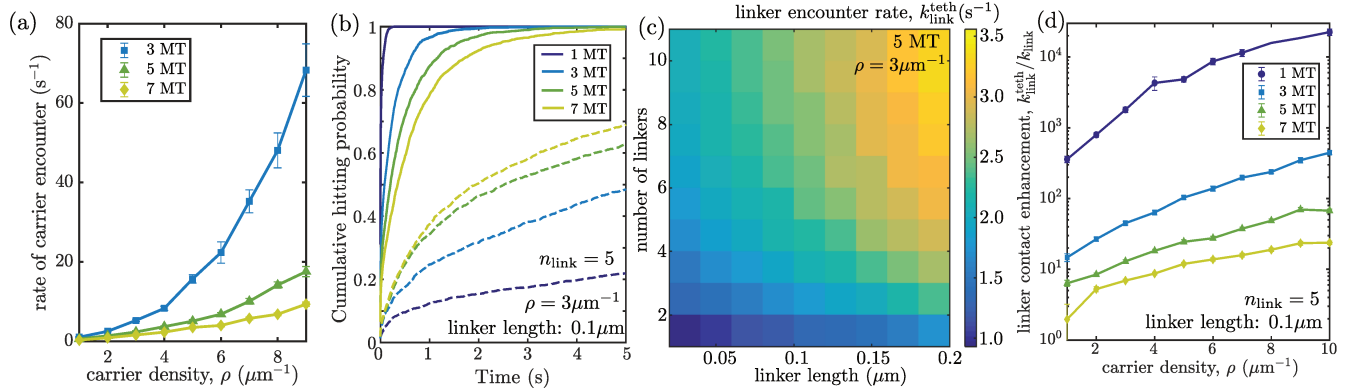 (a)
rate of carrier encounter
(s⁻¹)
80
60
40
20
0
2
4
6
8
carrier density, ρ (μm⁻¹)
3 MT
5 MT
7 MT
(b)
Cumulative hitting probability
1
0.8
0.6
0.4
0.2
0
0
1
2
3
4
5
Time (s)
1 MT
3 MT
5 MT
7 MT
n_link = 5
ρ = 3μm⁻¹
linker length: 0.1μm
(c)
linker encounter rate, k_link^teth(s⁻¹)
5 MT
ρ = 3μm⁻¹
number of linkers
10
8
6
4
2
0.05
0.1
0.15
0.2
linker length (μm)
3.5
3.0
2.5
2.0
1.5
1.0
(d)
linker contact enhancement, k_link^teth/k_link
10⁴
10³
10²
10¹
10⁰
2
4
6
8
10
carrier density, ρ (μm⁻¹)
1 MT
3 MT
5 MT
7 MT
n_link = 5
linker length: 0.1μm